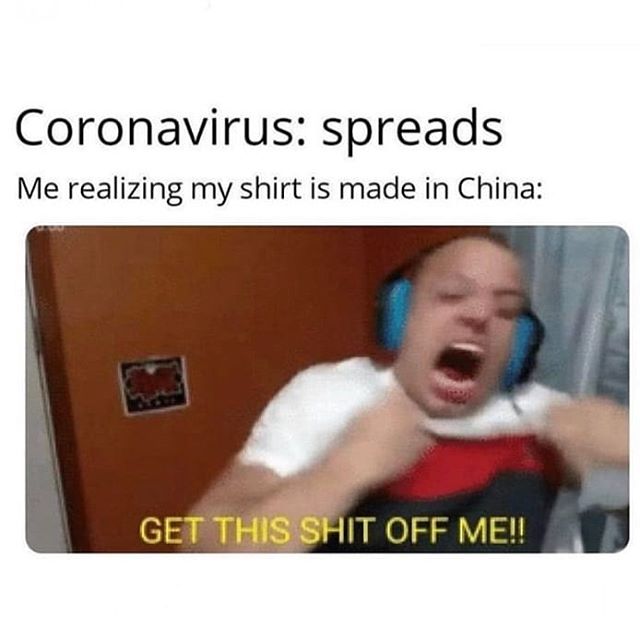 Coronavirus: spreads
Me realizing my shirt is made in China:
GET THIS SHIT OFF ME!!